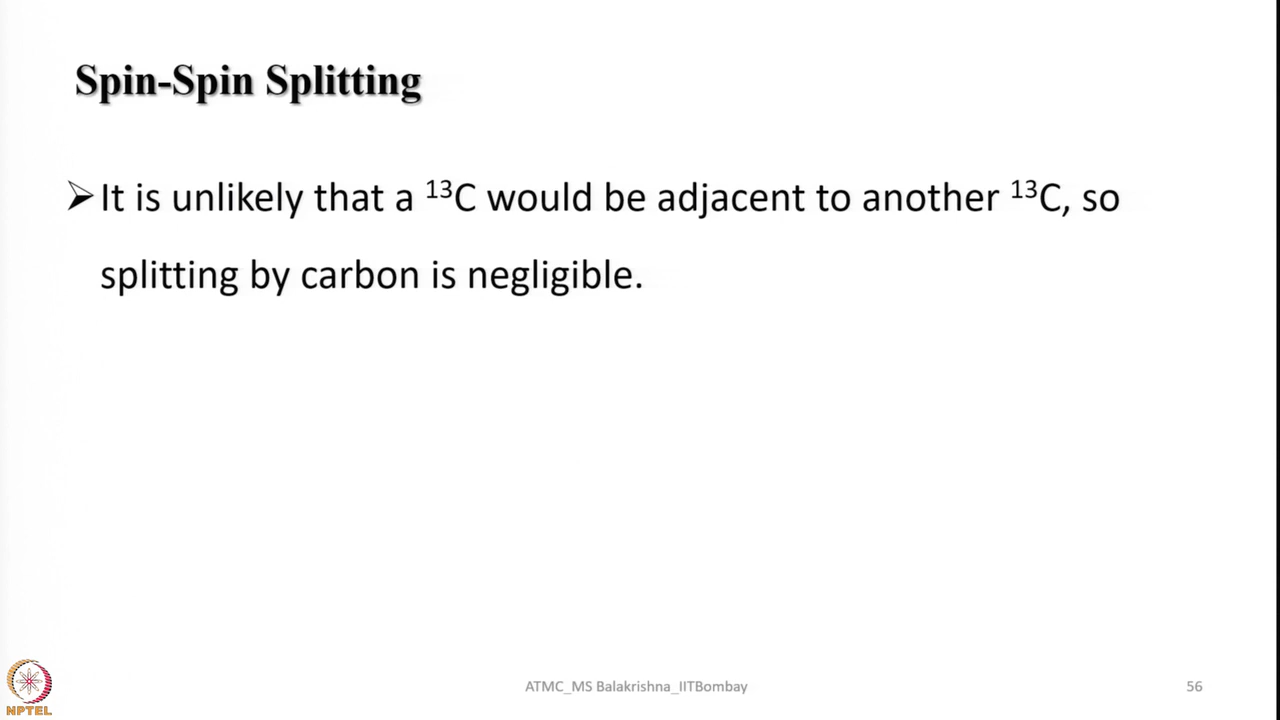 Spin-Spin Splitting
➢It is unlikely that a ¹³C would be adjacent to another ¹³C, so
splitting by carbon is negligible.
NPTEL
ATMC_MS Balakrishna_IITBombay
56